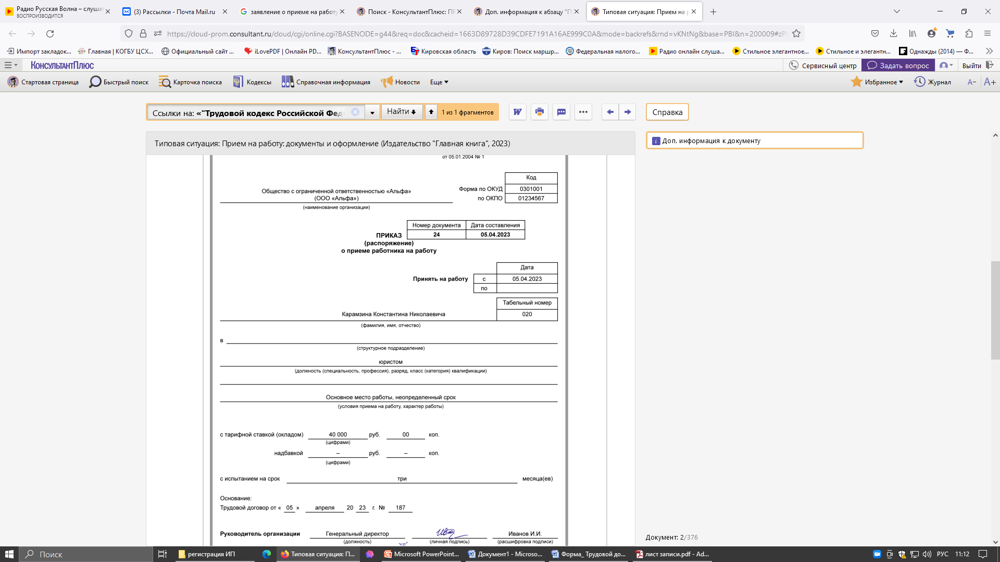 Радио Русская Волна – слушат
ВОСПРОИЗВОДИТСЯ
(3) Рассылки - Почта Mail.ru
заявление о приеме на работу
Поиск - КонсультантПлюс: ПР
Доп. информация к абзацу "П
Типовая ситуация: Прием на р
https://cloud-prom.consultant.ru/cloud/cgi/online.cgi?BASENODE=g44&req=doc&cacheid=1663D89728D39CDFE7191A16AE999C0A&mode=backrefs&rnd=vKNtNg&base=PBI&n=200009#zP
Импорт закладок...
Главная | КОГБУ ЦСХ...
Официальный сайт ...
iLovePDF | Онлайн PD...
КонсультантПлюс - ...
Кировская область
Киров: Поиск маршр...
Федеральная налого...
Радио онлайн слуша...
Стильное элегантное...
Стильное и элегантн...
Однажды (2014) — Ф...
КонсультантПлюс
Сервисный центр
Задать вопрос
Выйти
Стартовая страница
Быстрый поиск
Карточка поиска
Кодексы
Справочная информация
Новости
Еще
Избранное
Журнал
A−
A+
Ссылки на: «"Трудовой кодекс Российской Фед
Найти
1 из 1 фрагментов
Справка
Типовая ситуация: Прием на работу: документы и оформление (Издательство "Главная книга", 2023)
Доп. информация к документу
от 05.01.2004 № 1
Код
Форма по ОКУД 0301001
по ОКПО 01234567
Общество с ограниченной ответственностью «Альфа»
(ООО «Альфа»)
(наименование организации)
Номер документа Дата составления
ПРИКАЗ 24 05.04.2023
(распоряжение)
о приеме работника на работу
Дата
Принять на работу с 05.04.2023
по
Табельный номер
Карамзина Константина Николаевича 020
(фамилия, имя, отчество)
в
(структурное подразделение)
юристом
(должность (специальность, профессия), разряд, класс (категория) квалификации)
Основное место работы, неопределенный срок
(условия приема на работу, характер работы)
с тарифной ставкой (окладом) 40 000 руб. 00 коп.
(цифрами)
надбавкой – руб. – коп.
(цифрами)
с испытанием на срок три месяца(ев)
Основание:
Трудовой договор от « 05 » апреля 20 23 г. № 187
Руководитель организации Генеральный директор Иванов И.И.
(должность) (личная подпись) (расшифровка подписи)
Документ: 2/376
Поиск
регистрация ИП
Типовая ситуация: П...
Microsoft PowerPoint...
Документ1 - Microso...
Форма_ Трудовой до...
лист записи.pdf - Ad...
РУС
11:12